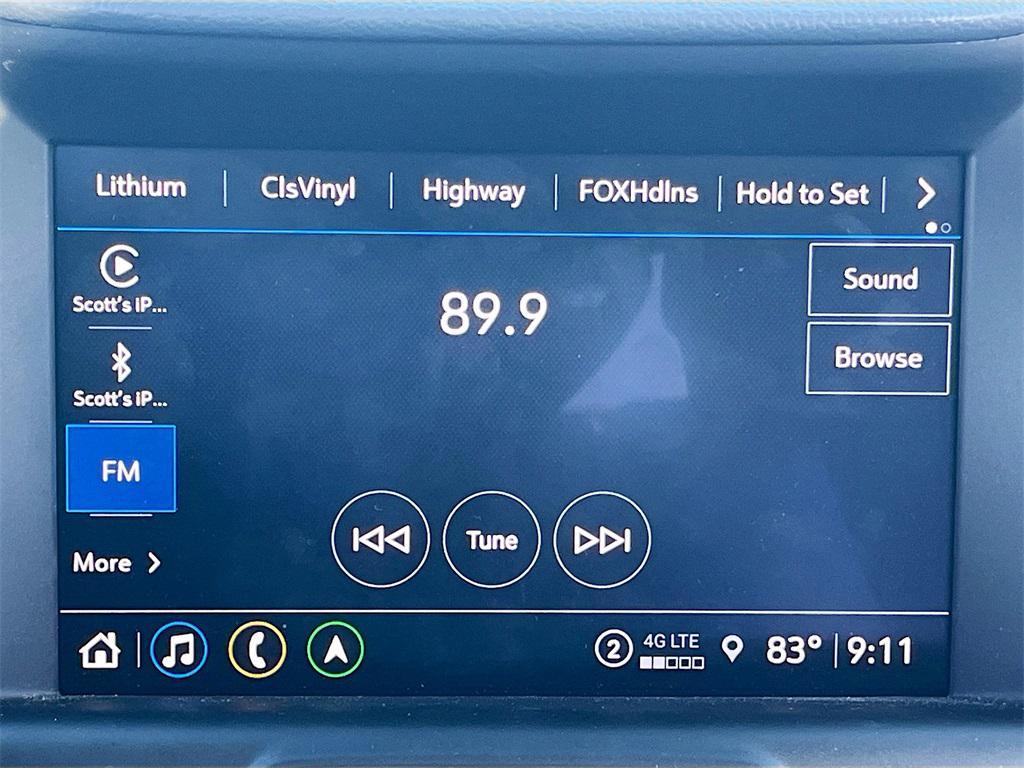 Lithium
ClsVinyl
Highway
FOXHdlns
Hold to Set
Scott's iP...
89.9
Sound
Browse
Scott's iP...
FM
More
Tune
2
4G LTE
83°
9:11